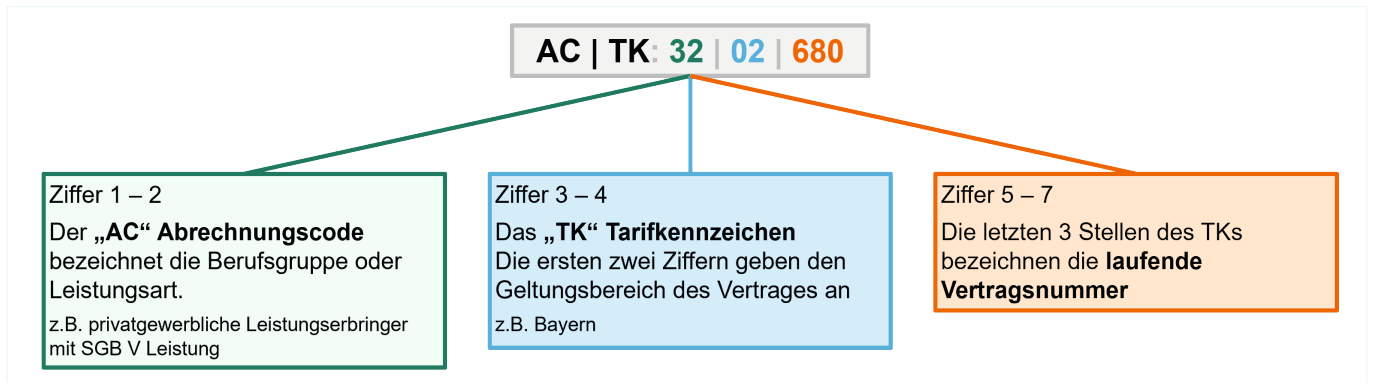 AC | TK: 32 | 02 | 680
Ziffer 1 – 2
Der „AC“ Abrechnungscode
bezeichnet die Berufsgruppe oder
Leistungsart.
z.B. privatgewerbliche Leistungserbringer
mit SGB V Leistung
Ziffer 3 – 4
Das „TK“ Tarifkennzeichen
Die ersten zwei Ziffern geben den
Geltungsbereich des Vertrages an
z.B. Bayern
Ziffer 5 – 7
Die letzten 3 Stellen des TKs
bezeichnen die laufende
Vertragsnummer